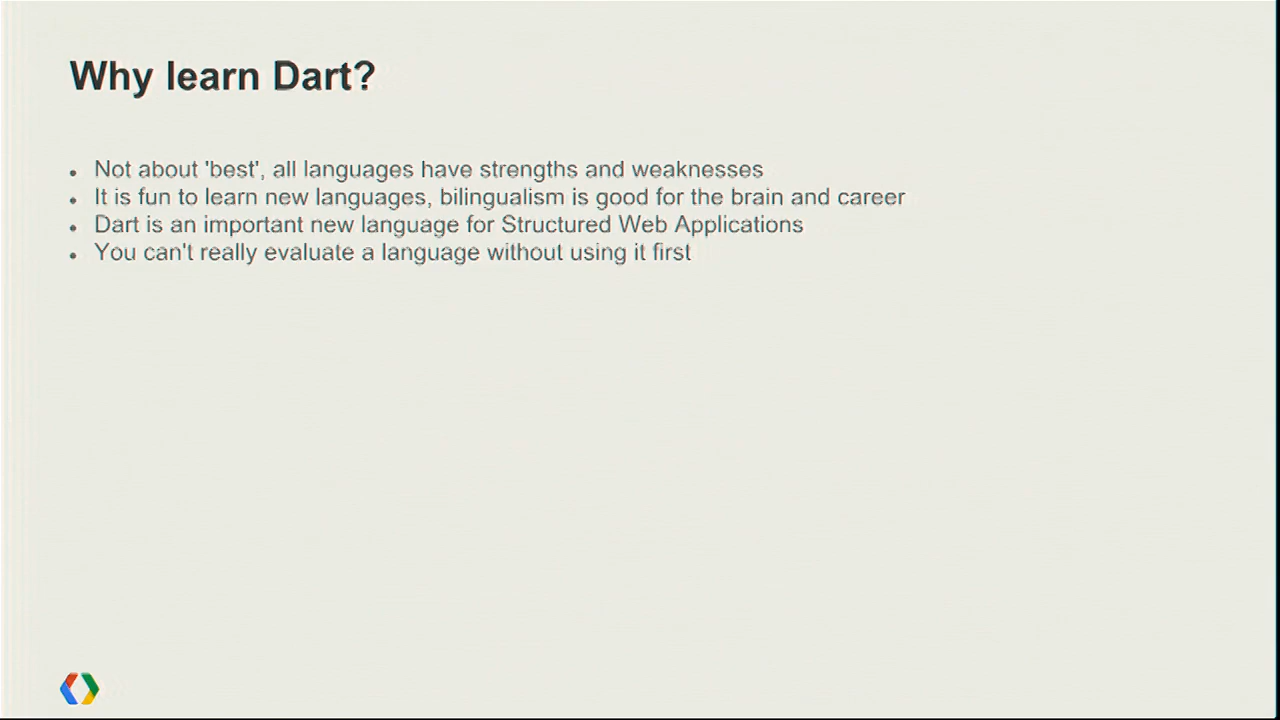 Why learn Dart?
• Not about 'best', all languages have strengths and weaknesses
• It is fun to learn new languages, bilingualism is good for the brain and career
• Dart is an important new language for Structured Web Applications
• You can't really evaluate a language without using it first